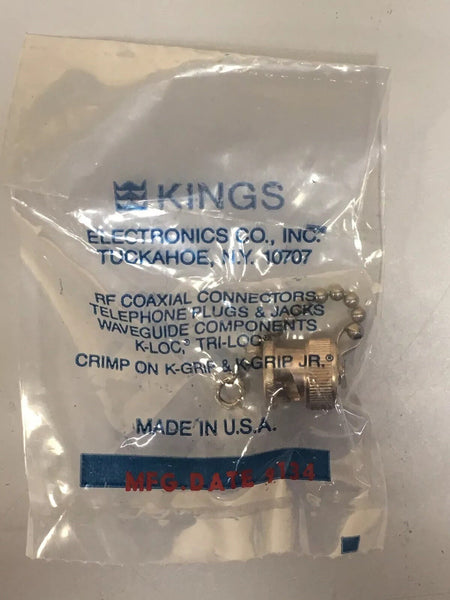 KINGS
ELECTRONICS CO., INC.®
TUCKAHOE, N.Y. 10707
RF COAXIAL CONNECTORS
TELEPHONE PLUGS & JACKS
WAVEGUIDE COMPONENTS
K-LOC, TRI-LOC
CRIMP ON K-GRIP & K-GRIP JR.®
MADE IN U.S.A.
MFG. DATE